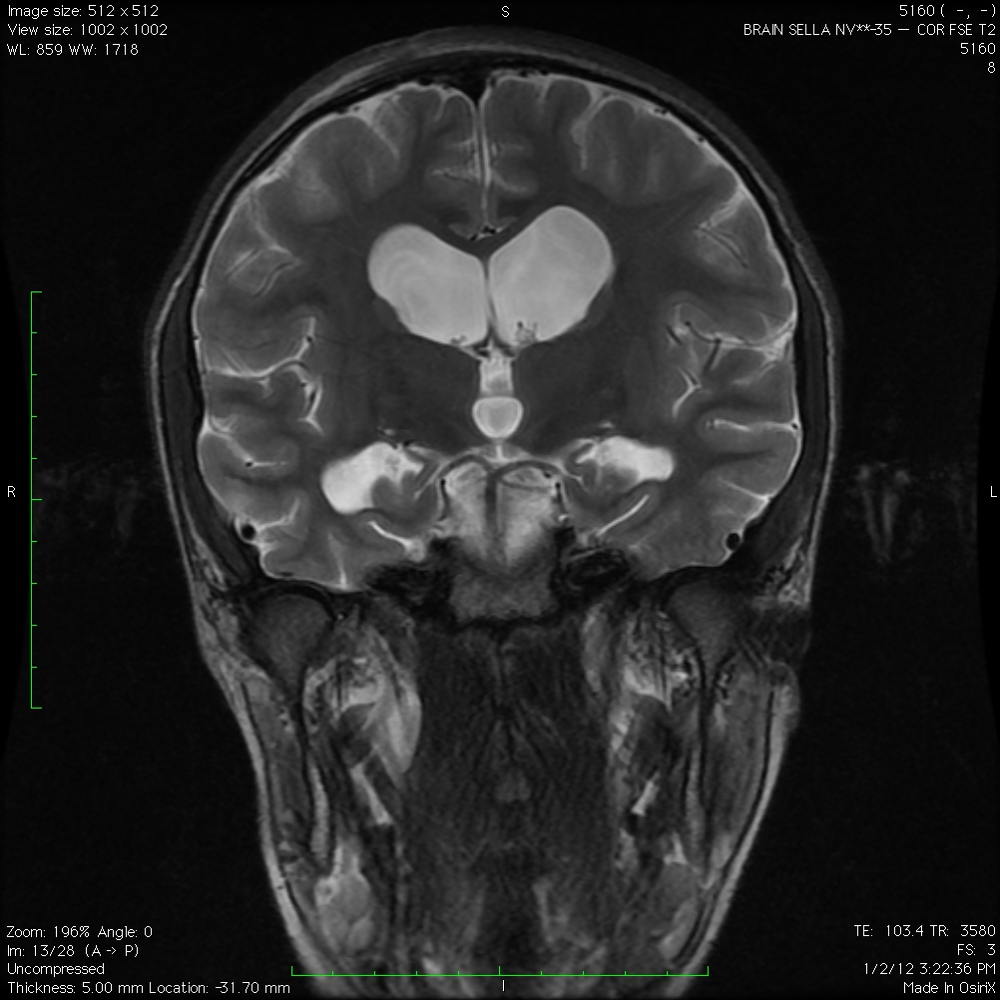 Image size: 512 x 512
View size: 1002 x 1002
WL: 859 WW: 1718
S
5160 ( -, -)
BRAIN SELLA NV**-35 — COR FSE T2
5160
8
R
L
Zoom: 196% Angle: 0
Im: 13/28 (A -> P)
Uncompressed
Thickness: 5.00 mm Location: -31.70 mm
I
TE: 103.4 TR: 3580
FS: 3
1/2/12 3:22:36 PM
Made In OsiriX